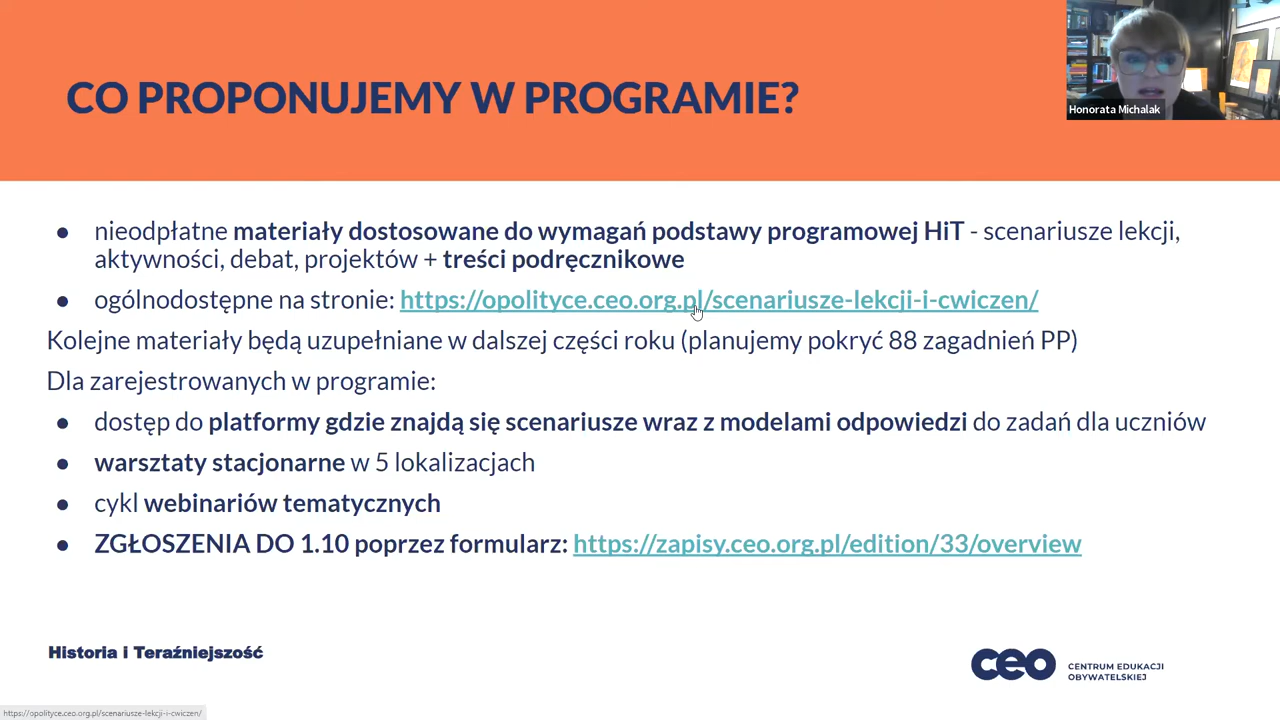 CO PROPONUJEMY W PROGRAMIE?
Honorata Michalak
● nieodpłatne materiały dostosowane do wymagań podstawy programowej HiT - scenariusze lekcji,
aktywności, debat, projektów + treści podręcznikowe
● ogólnodostępne na stronie: https://opolityce.ceo.org.pl/scenariusze-lekcji-i-cwiczen/
Kolejne materiały będą uzupełniane w dalszej części roku (planujemy pokryć 88 zagadnień PP)
Dla zarejestrowanych w programie:
● dostęp do platformy gdzie znajdą się scenariusze wraz z modelami odpowiedzi do zadań dla uczniów
● warsztaty stacjonarne w 5 lokalizacjach
● cykl webinariów tematycznych
● ZGŁOSZENIA DO 1.10 poprzez formularz: https://zapisy.ceo.org.pl/edition/33/overview
Historia i Teraźniejszość
ceo CENTRUM EDUKACJI
OBYWATELSKIEJ
https://opolityce.ceo.org.pl/scenariusze-lekcji-i-cwiczen/